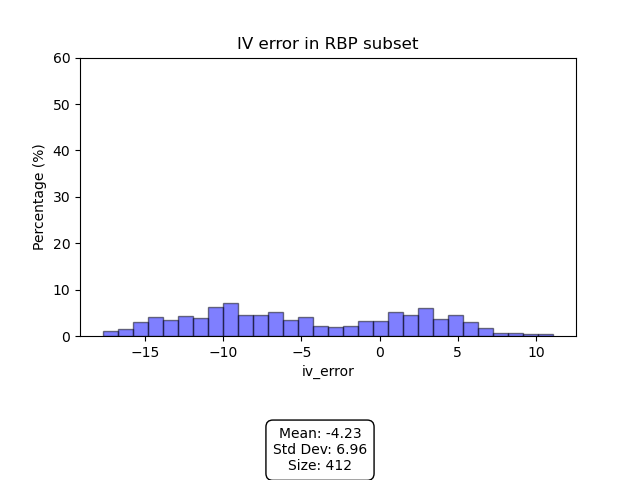 IV error in RBP subset
60
50
40
30
20
10
0
Percentage (%)
−15
−10
−5
0
5
10
iv_error
Mean: -4.23
Std Dev: 6.96
Size: 412